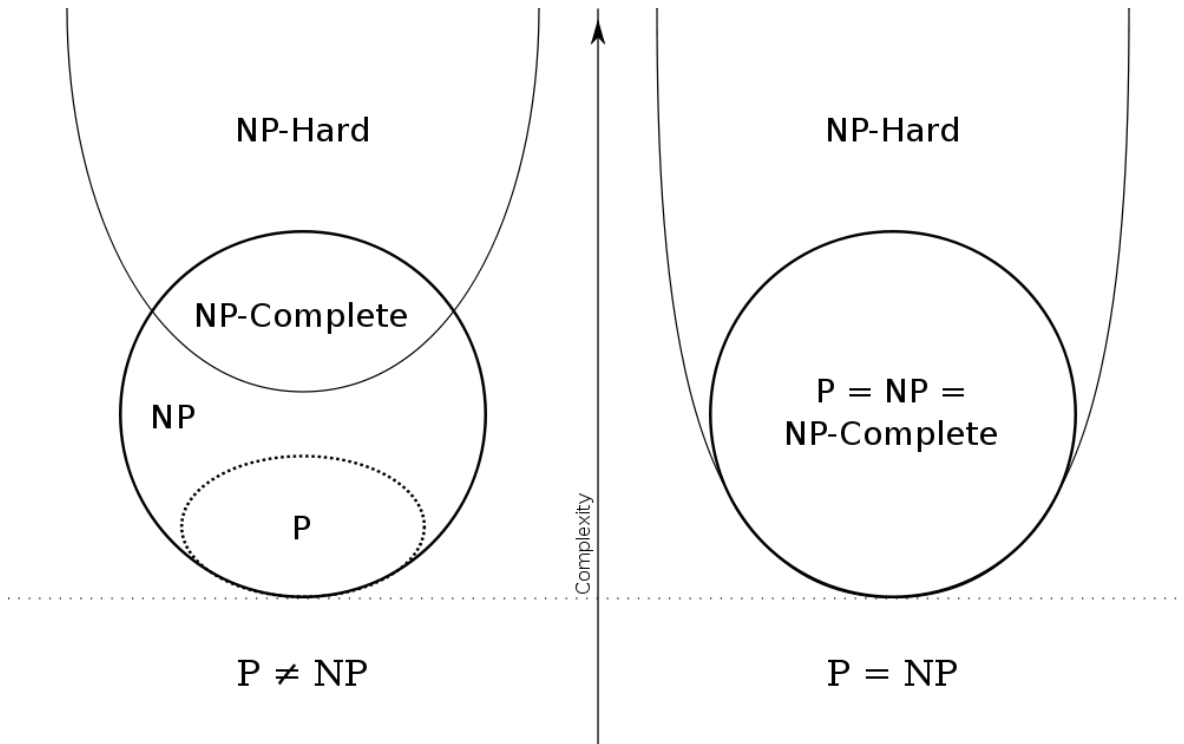 NP-Hard
NP-Complete
NP
P
P ≠ NP
Complexity
NP-Hard
P = NP =
NP-Complete
P = NP